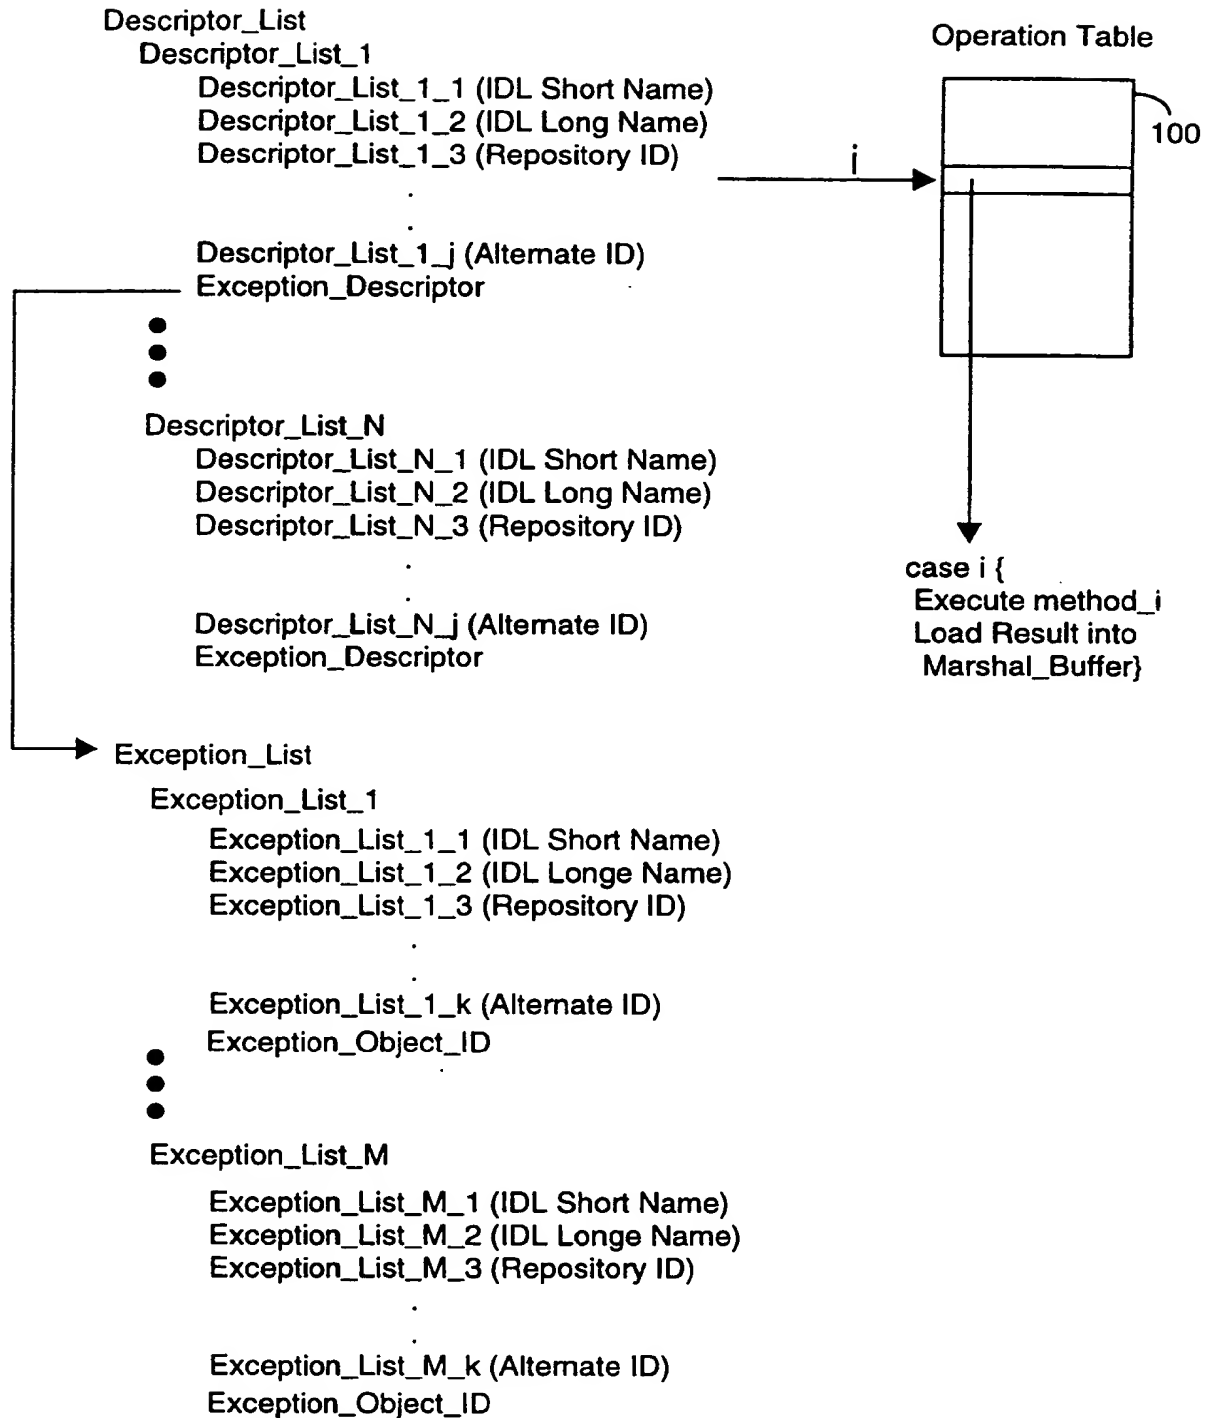 Descriptor_List
Descriptor_List_1
Descriptor_List_1_1 (IDL Short Name)
Descriptor_List_1_2 (IDL Long Name)
Descriptor_List_1_3 (Repository ID)
.
.
Descriptor_List_1_j (Alternate ID)
Exception_Descriptor
Descriptor_List_N
Descriptor_List_N_1 (IDL Short Name)
Descriptor_List_N_2 (IDL Long Name)
Descriptor_List_N_3 (Repository ID)
.
.
Descriptor_List_N_j (Alternate ID)
Exception_Descriptor
Operation Table
100
i
case i {
Execute method_i
Load Result into
Marshal_Buffer}
Exception_List
Exception_List_1
Exception_List_1_1 (IDL Short Name)
Exception_List_1_2 (IDL Longe Name)
Exception_List_1_3 (Repository ID)
.
.
Exception_List_1_k (Alternate ID)
Exception_Object_ID
Exception_List_M
Exception_List_M_1 (IDL Short Name)
Exception_List_M_2 (IDL Longe Name)
Exception_List_M_3 (Repository ID)
.
.
Exception_List_M_k (Alternate ID)
Exception_Object_ID